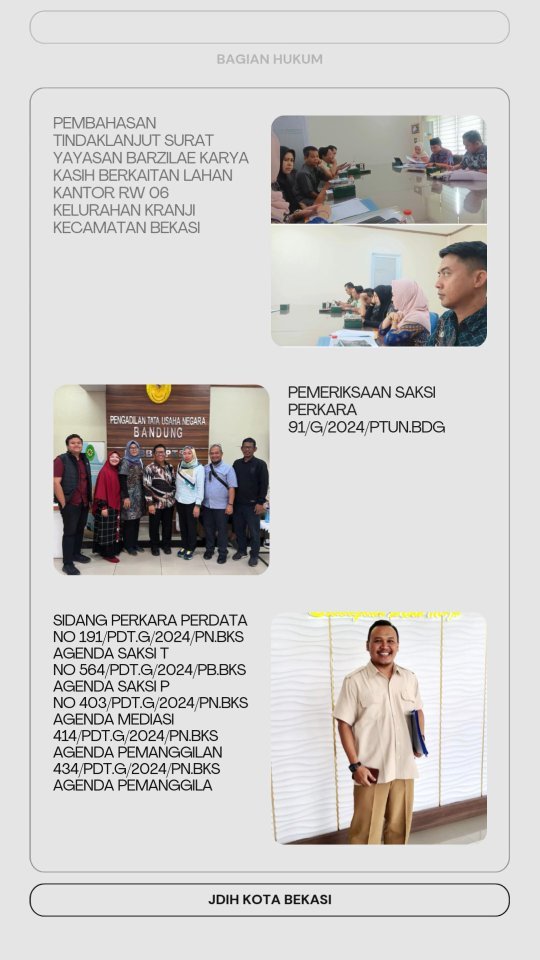 BAGIAN HUKUM
PEMBAHASAN
TINDAKLANJUT SURAT
YAYASAN BARZILAE KARYA
KASIH BERKAITAN LAHAN
KANTOR RW 06
KELURAHAN KRANJI
KECAMATAN BEKASI
PENGADILAN TATA USAHA NEGARA
BANDUNG
PEMERIKSAAN SAKSI
PERKARA
91/G/2024/PTUN.BDG
SIDANG PERKARA PERDATA
NO 191/PDT.G/2024/PN.BKS
AGENDA SAKSI T
NO 564/PDT.G/2024/PB.BKS
AGENDA SAKSI P
NO 403/PDT.G/2024/PN.BKS
AGENDA MEDIASI
414/PDT.G/2024/PN.BKS
AGENDA PEMANGGILAN
434/PDT.G/2024/PN.BKS
AGENDA PEMANGGILA
JDIH KOTA BEKASI